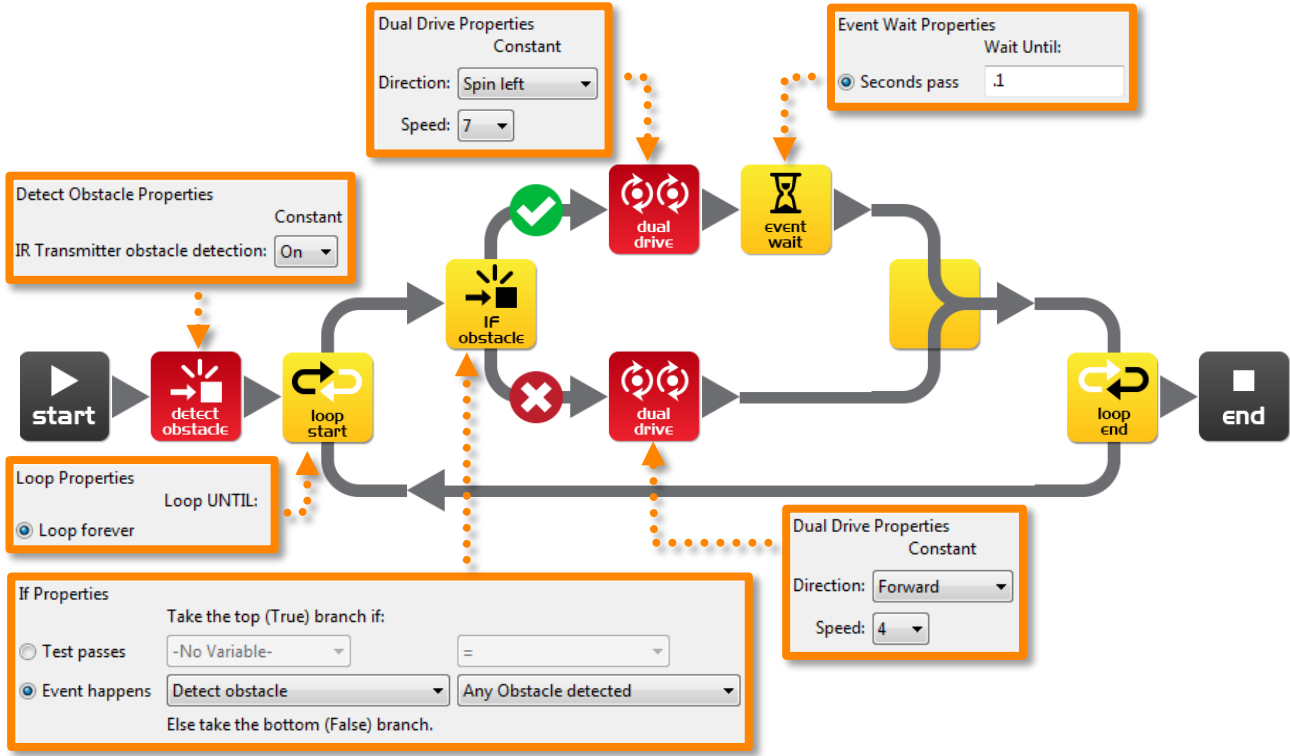 Dual Drive Properties
Constant
Direction: Spin left
Speed: 7
Event Wait Properties
Wait Until:
Seconds pass .1
Detect Obstacle Properties
Constant
IR Transmitter obstacle detection: On
dual
drive
event
wait
IF
obstacle
start
detect
obstacle
loop
start
dual
drive
loop
end
end
Loop Properties
Loop UNTIL:
Loop forever
Dual Drive Properties
Constant
Direction: Forward
Speed: 4
If Properties
Take the top (True) branch if:
Test passes -No Variable- =
Event happens Detect obstacle Any Obstacle detected
Else take the bottom (False) branch.